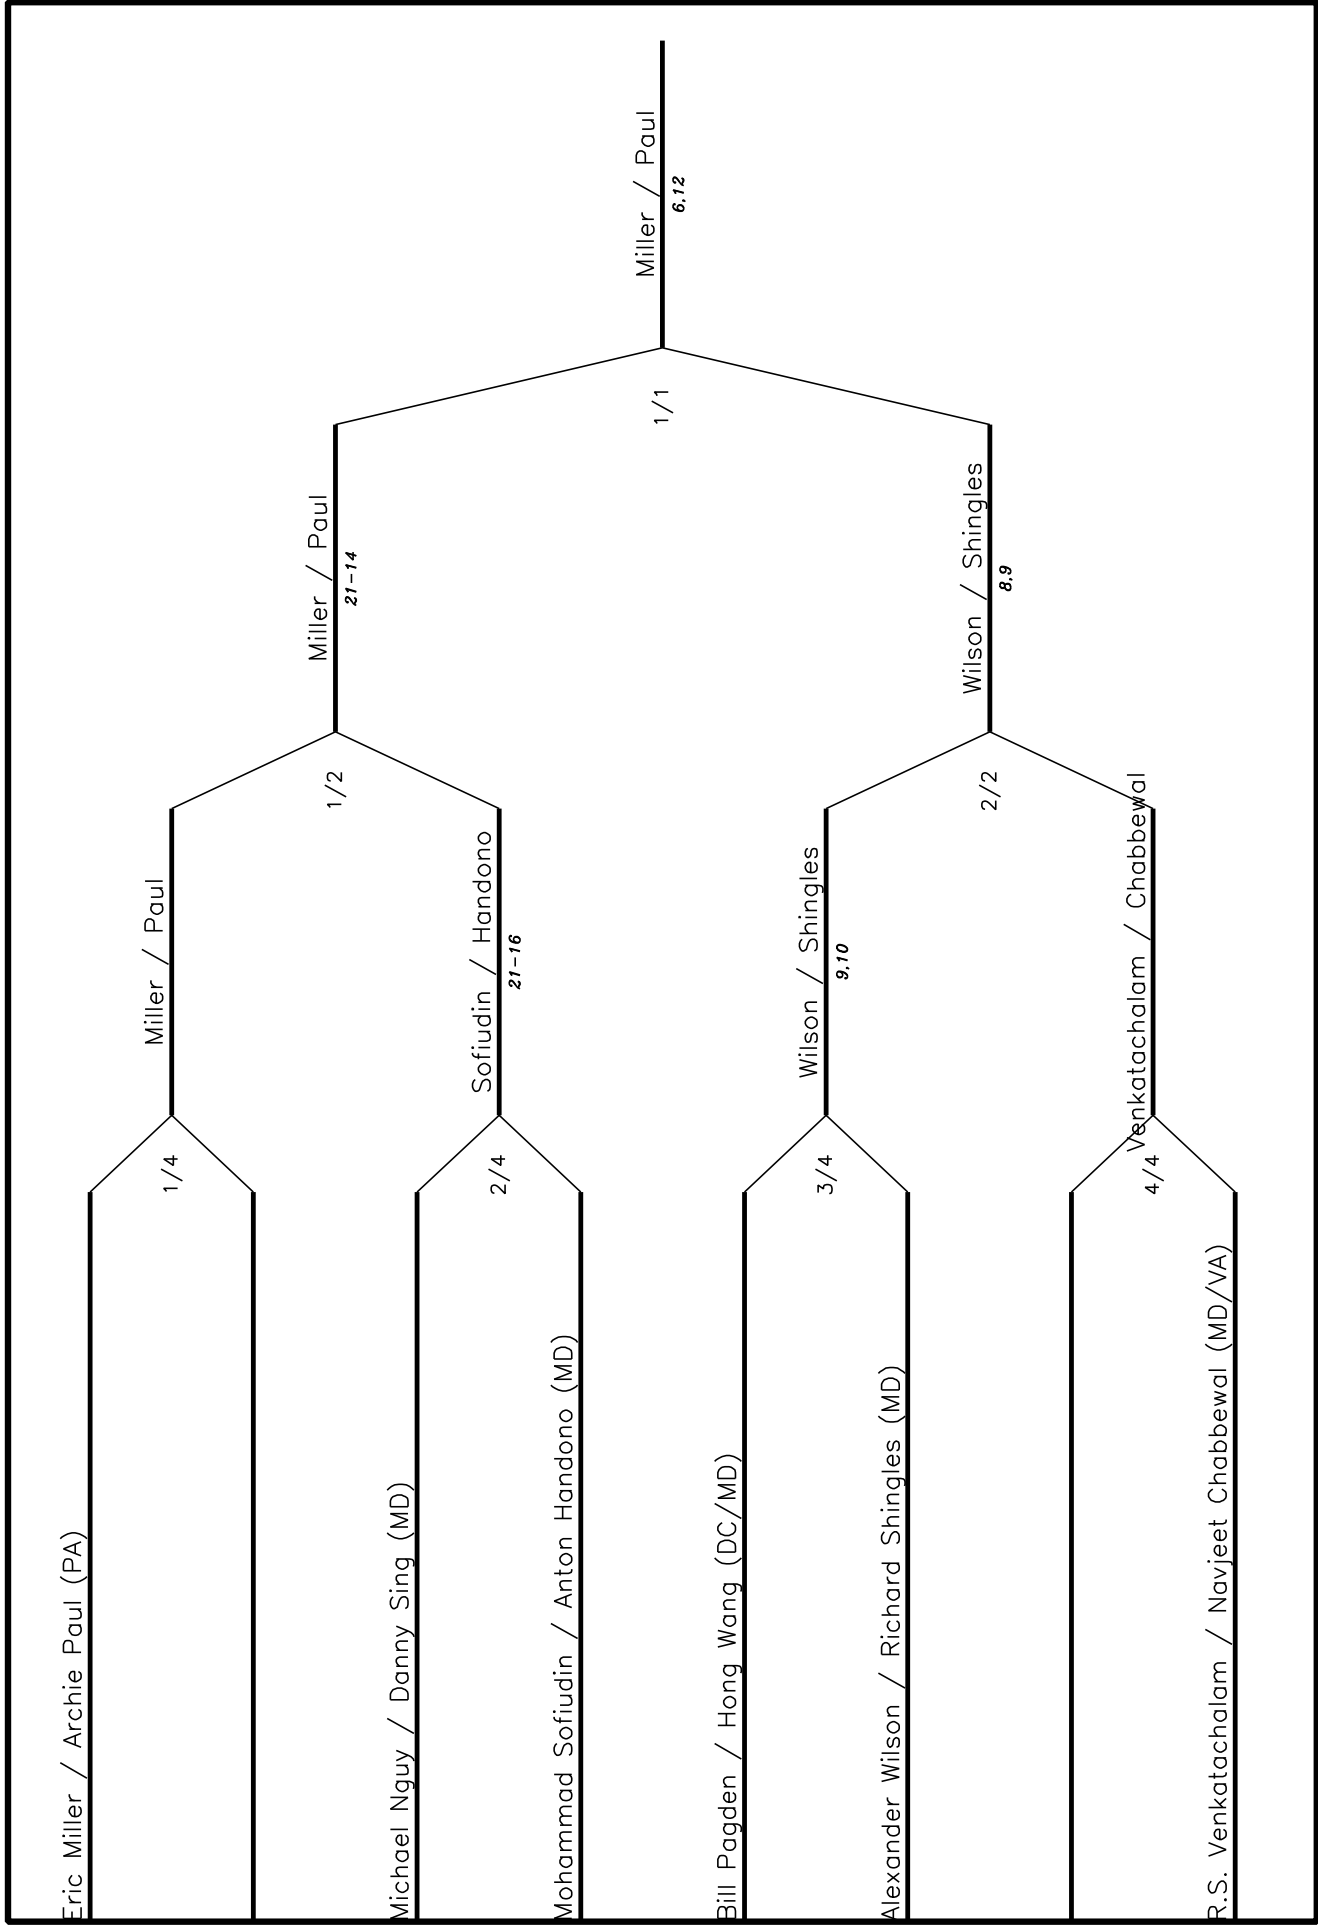 Eric Miller / Archie Paul (PA)
Michael Nguy / Danny Sing (MD)
Mohammad Sofiudin / Anton Handono (MD)
Bill Pagden / Hong Wang (DC/MD)
Alexander Wilson / Richard Shingles (MD)
R.S. Venkatachalam / Navjeet Chabbewal (MD/VA)
1/4
2/4
3/4
4/4
Miller / Paul
Sofiudin / Handono
21-16
Wilson / Shingles
9,10
Venkatachalam / Chabbewal
1/2
2/2
Miller / Paul
21-14
Wilson / Shingles
8,9
1/1
Miller / Paul
6,12